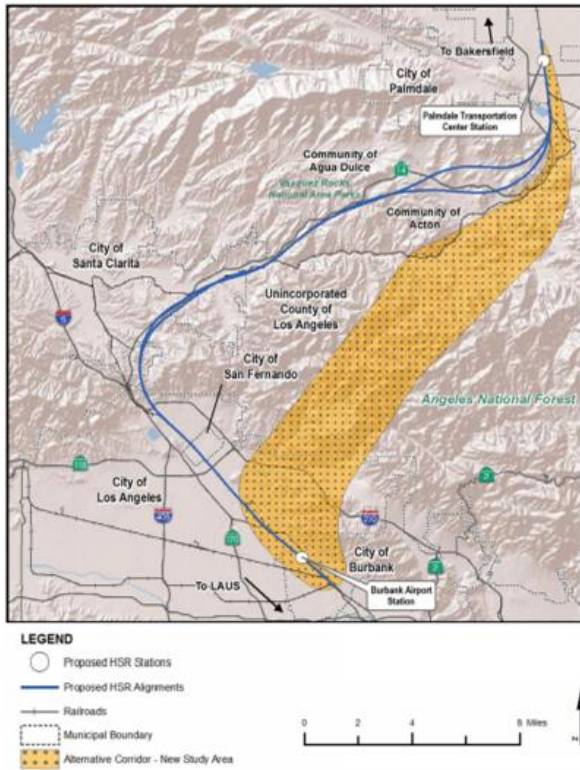 To Bakersfield
City of
Palmdale
Palmdale Transportation
Center Station
Community of
Agua Dulce
14
Vasquez Rocks
National Area Parks
Community of
Acton
City of
Santa Clarita
Unincorporated
County of
Los Angeles
5
City of
San Fernando
Angeles National Forest
118
City of
Los Angeles
2
405
170
210
City of
Burbank
2
To LAUS
Burbank Airport
Station
LEGEND
Proposed HSR Stations
Proposed HSR Alignments
Railroads
Municipal Boundary
Alternative Corridor - New Study Area
0 2 4 8 Miles
N